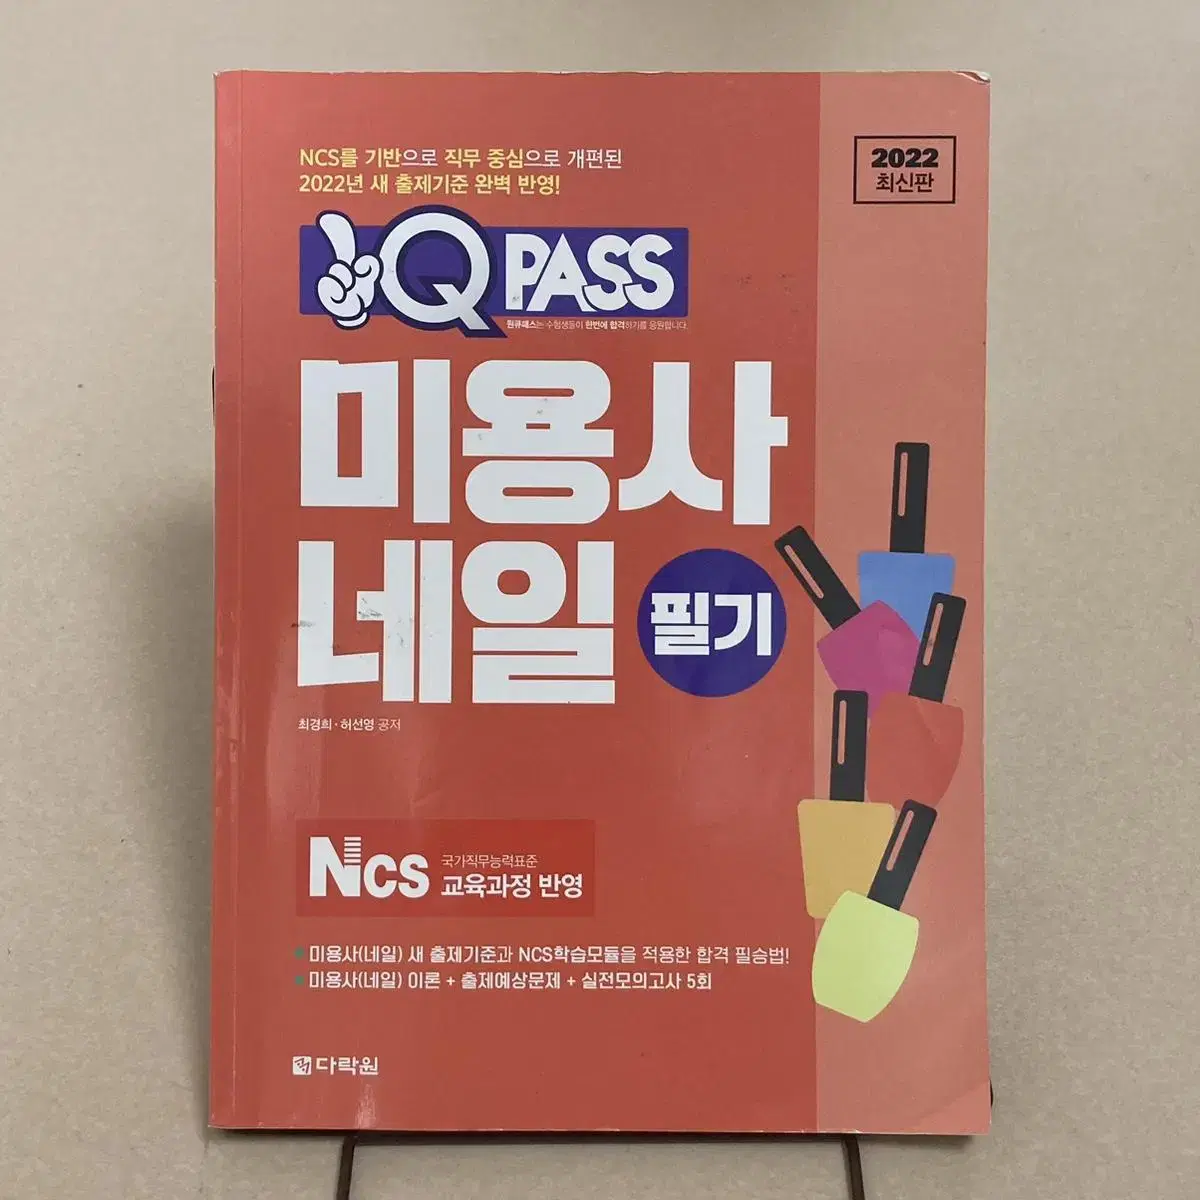 NCS를 기반으로 직무 중심으로 개편된
2022년 새 출제기준 완벽 반영!
2022
최신판
Q PASS
원큐패스는 수험생들이 한번에 합격하기를 응원합니다.
미용사
네일
필기
최경희·허선영 공저
NCS
국가직무능력표준
교육과정 반영
• 미용사(네일) 새 출제기준과 NCS학습모듈을 적용한 합격 필승법!
• 미용사(네일) 이론 + 출제예상문제 + 실전모의고사 5회
다락원